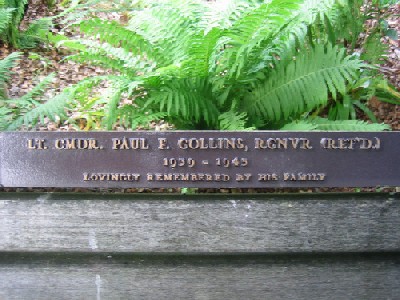 LT. CMDR. PAUL F. COLLINS, RCNVR (RET'D.)
1939 - 1945
LOVINGLY REMEMBERED BY HIS FAMILY